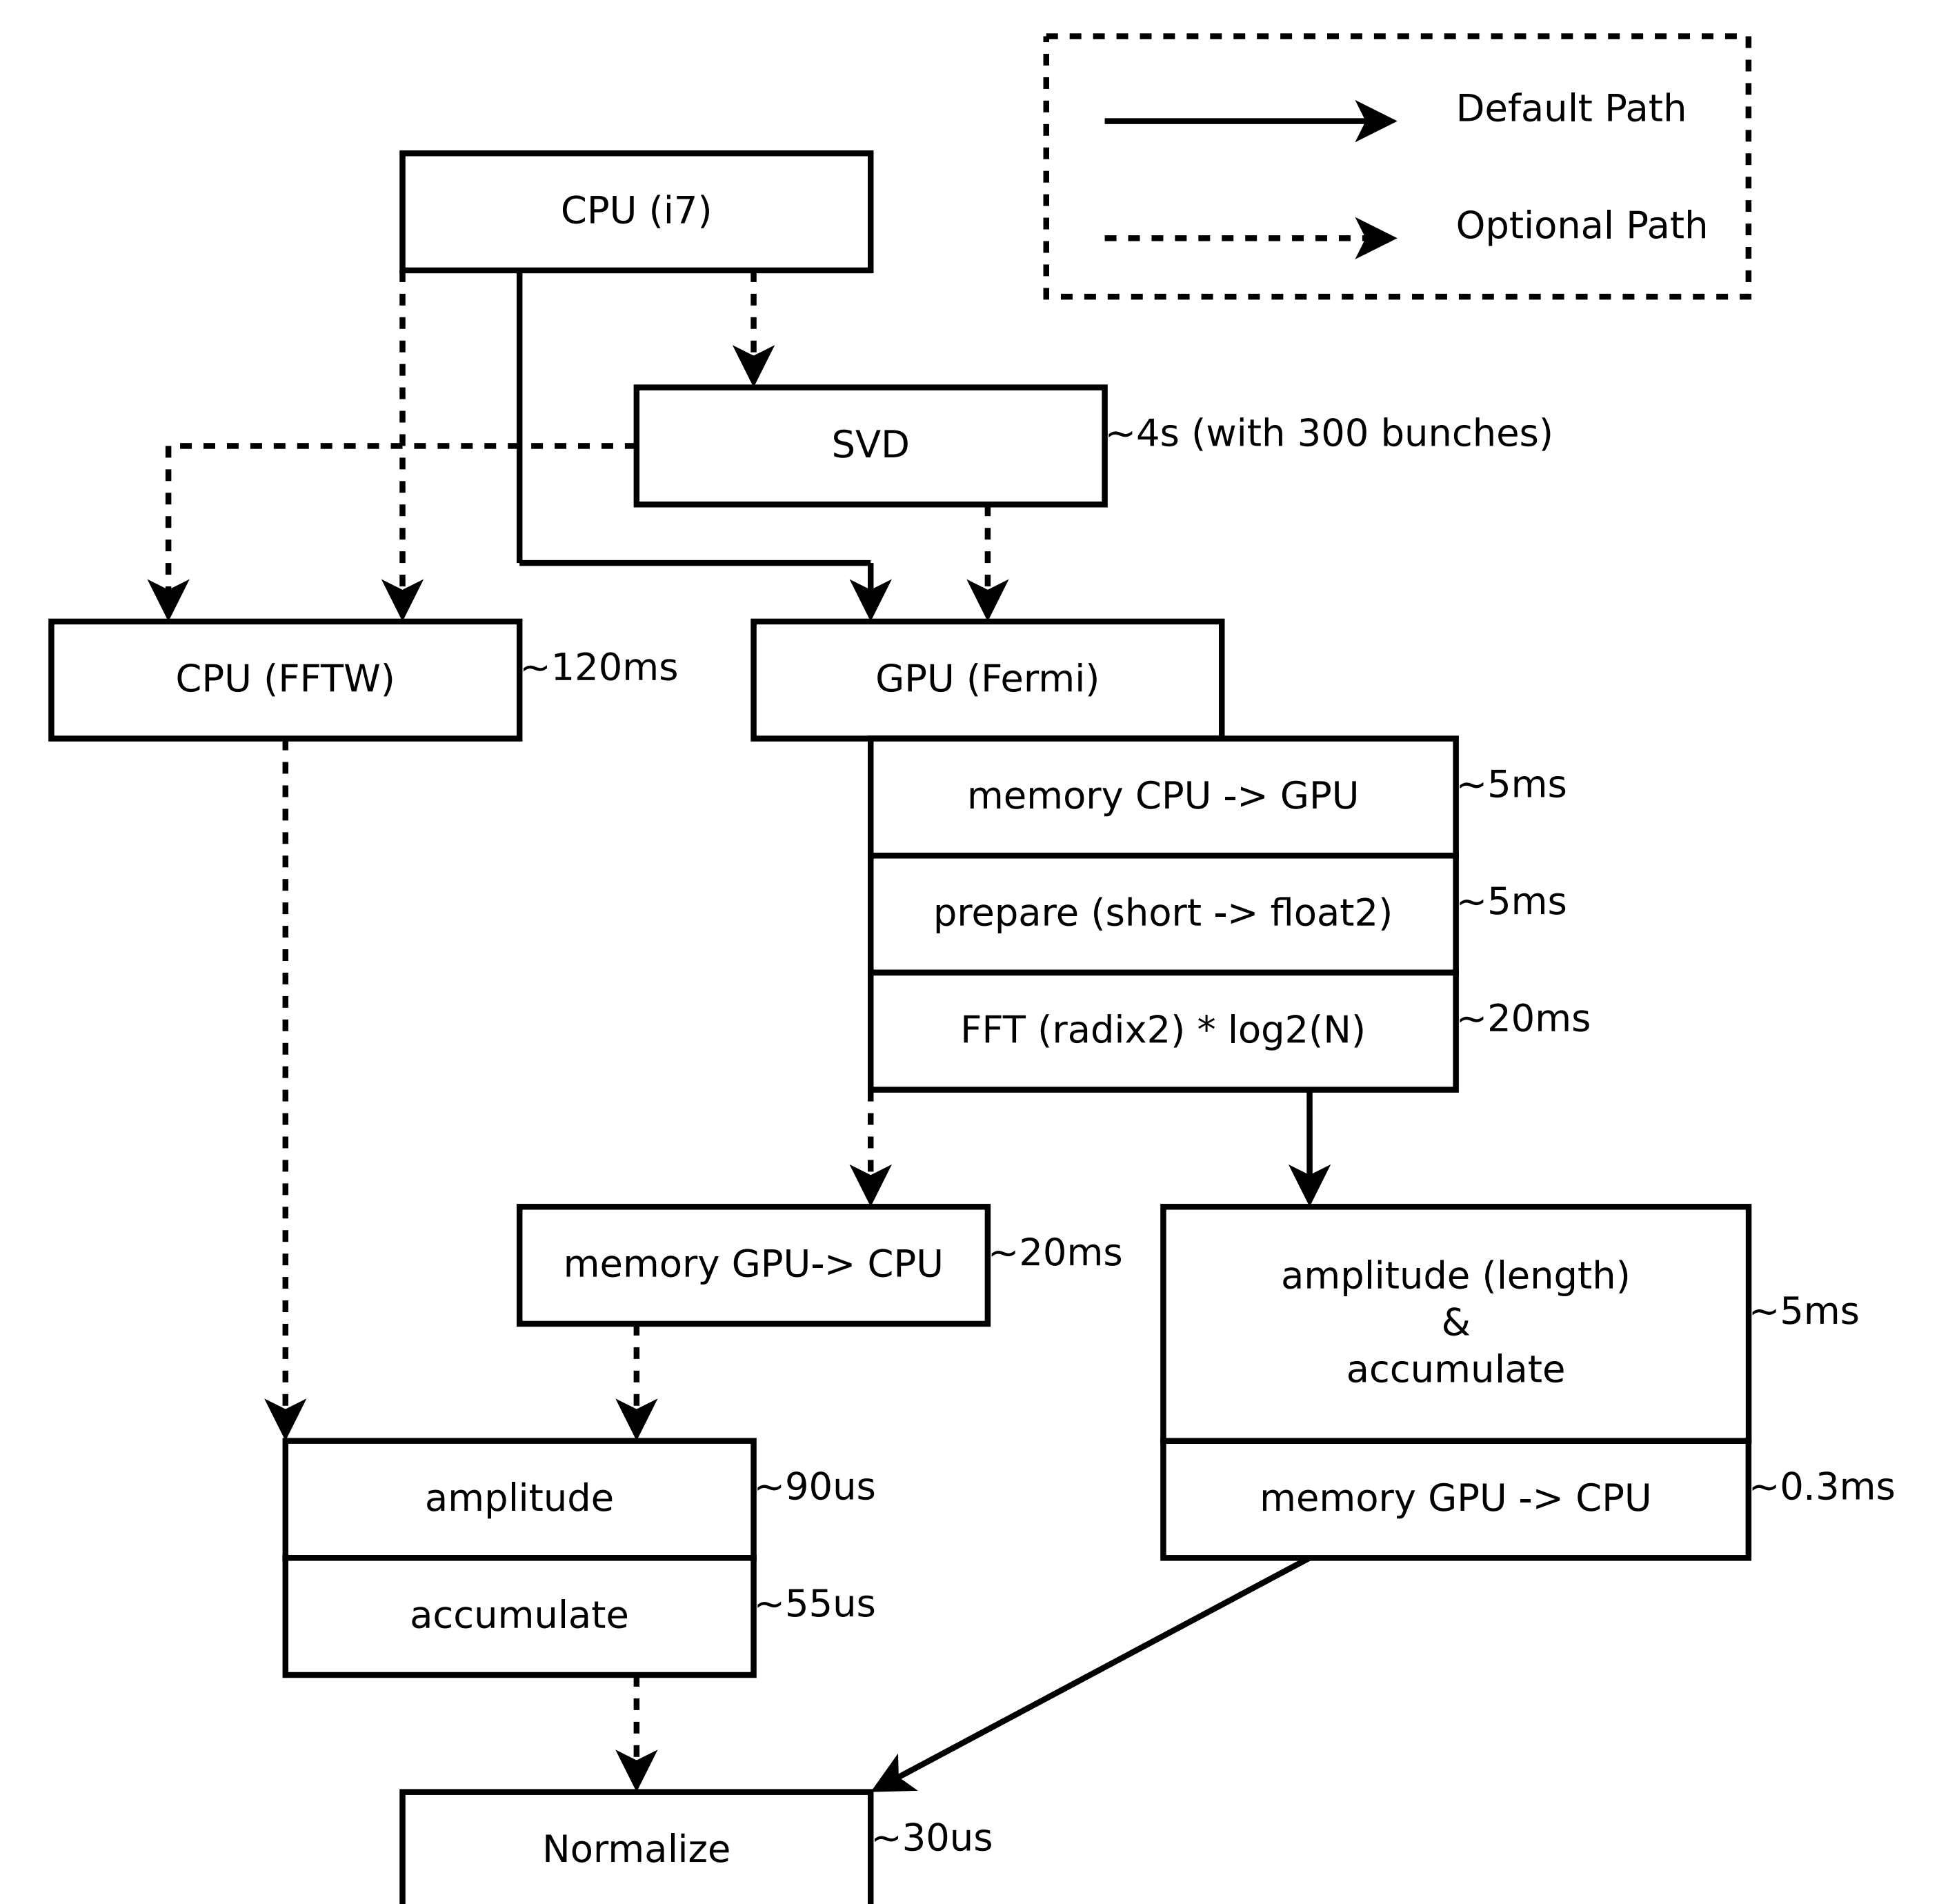 Default Path
Optional Path
CPU (i7)
SVD
~4s (with 300 bunches)
CPU (FFTW)
~120ms
GPU (Fermi)
memory CPU -> GPU
~5ms
prepare (short -> float2)
~5ms
FFT (radix2) * log2(N)
~20ms
memory GPU-> CPU
~20ms
amplitude (length)
&
accumulate
~5ms
amplitude
~90us
memory GPU -> CPU
~0.3ms
accumulate
~55us
Normalize
~30us